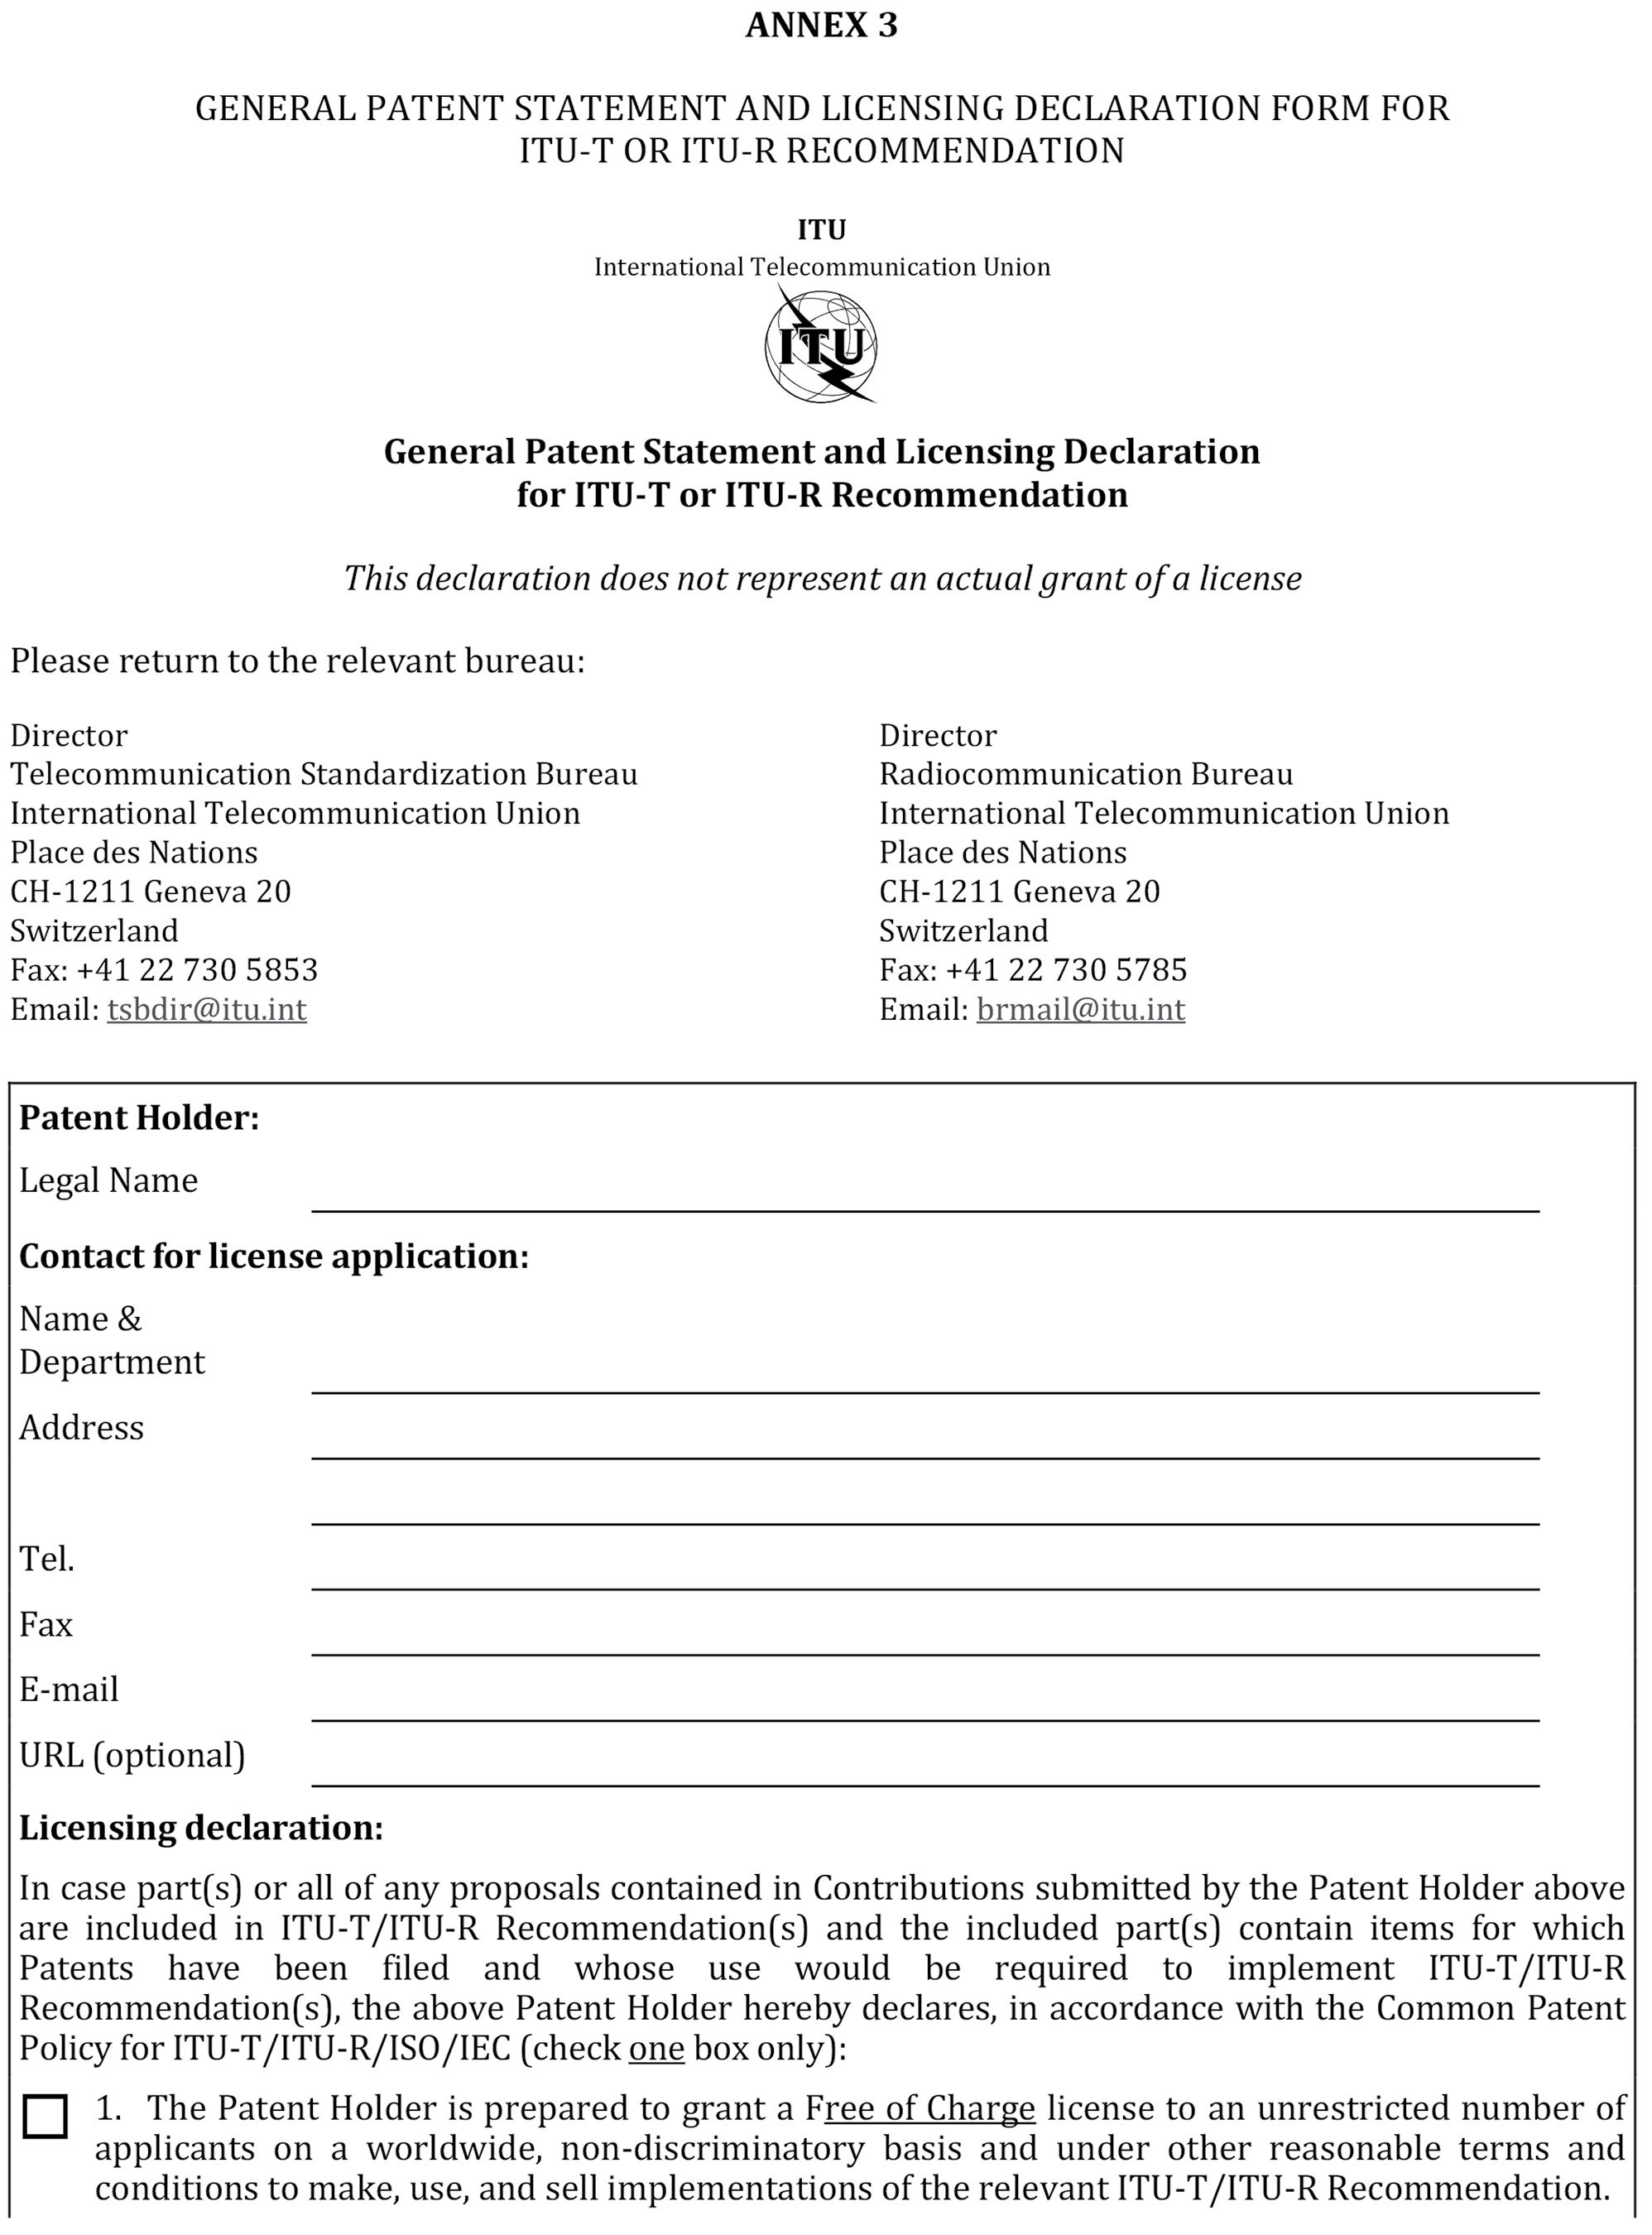 ANNEX 3
GENERAL PATENT STATEMENT AND LICENSING DECLARATION FORM FOR
ITU-T OR ITU-R RECOMMENDATION
ITU
International Telecommunication Union
ITU
General Patent Statement and Licensing Declaration
for ITU-T or ITU-R Recommendation
This declaration does not represent an actual grant of a license
Please return to the relevant bureau:
Director
Telecommunication Standardization Bureau
International Telecommunication Union
Place des Nations
CH-1211 Geneva 20
Switzerland
Fax: +41 22 730 5853
Email: tsbdir@itu.int
Director
Radiocommunication Bureau
International Telecommunication Union
Place des Nations
CH-1211 Geneva 20
Switzerland
Fax: +41 22 730 5785
Email: brmail@itu.int
Patent Holder:
Legal Name
Contact for license application:
Name &
Department
Address
Tel.
Fax
E-mail
URL (optional)
Licensing declaration:
In case part(s) or all of any proposals contained in Contributions submitted by the Patent Holder above
are included in ITU-T/ITU-R Recommendation(s) and the included part(s) contain items for which
Patents have been filed and whose use would be required to implement ITU-T/ITU-R
Recommendation(s), the above Patent Holder hereby declares, in accordance with the Common Patent
Policy for ITU-T/ITU-R/ISO/IEC (check one box only):
1. The Patent Holder is prepared to grant a Free of Charge license to an unrestricted number of
applicants on a worldwide, non-discriminatory basis and under other reasonable terms and
conditions to make, use, and sell implementations of the relevant ITU-T/ITU-R Recommendation.